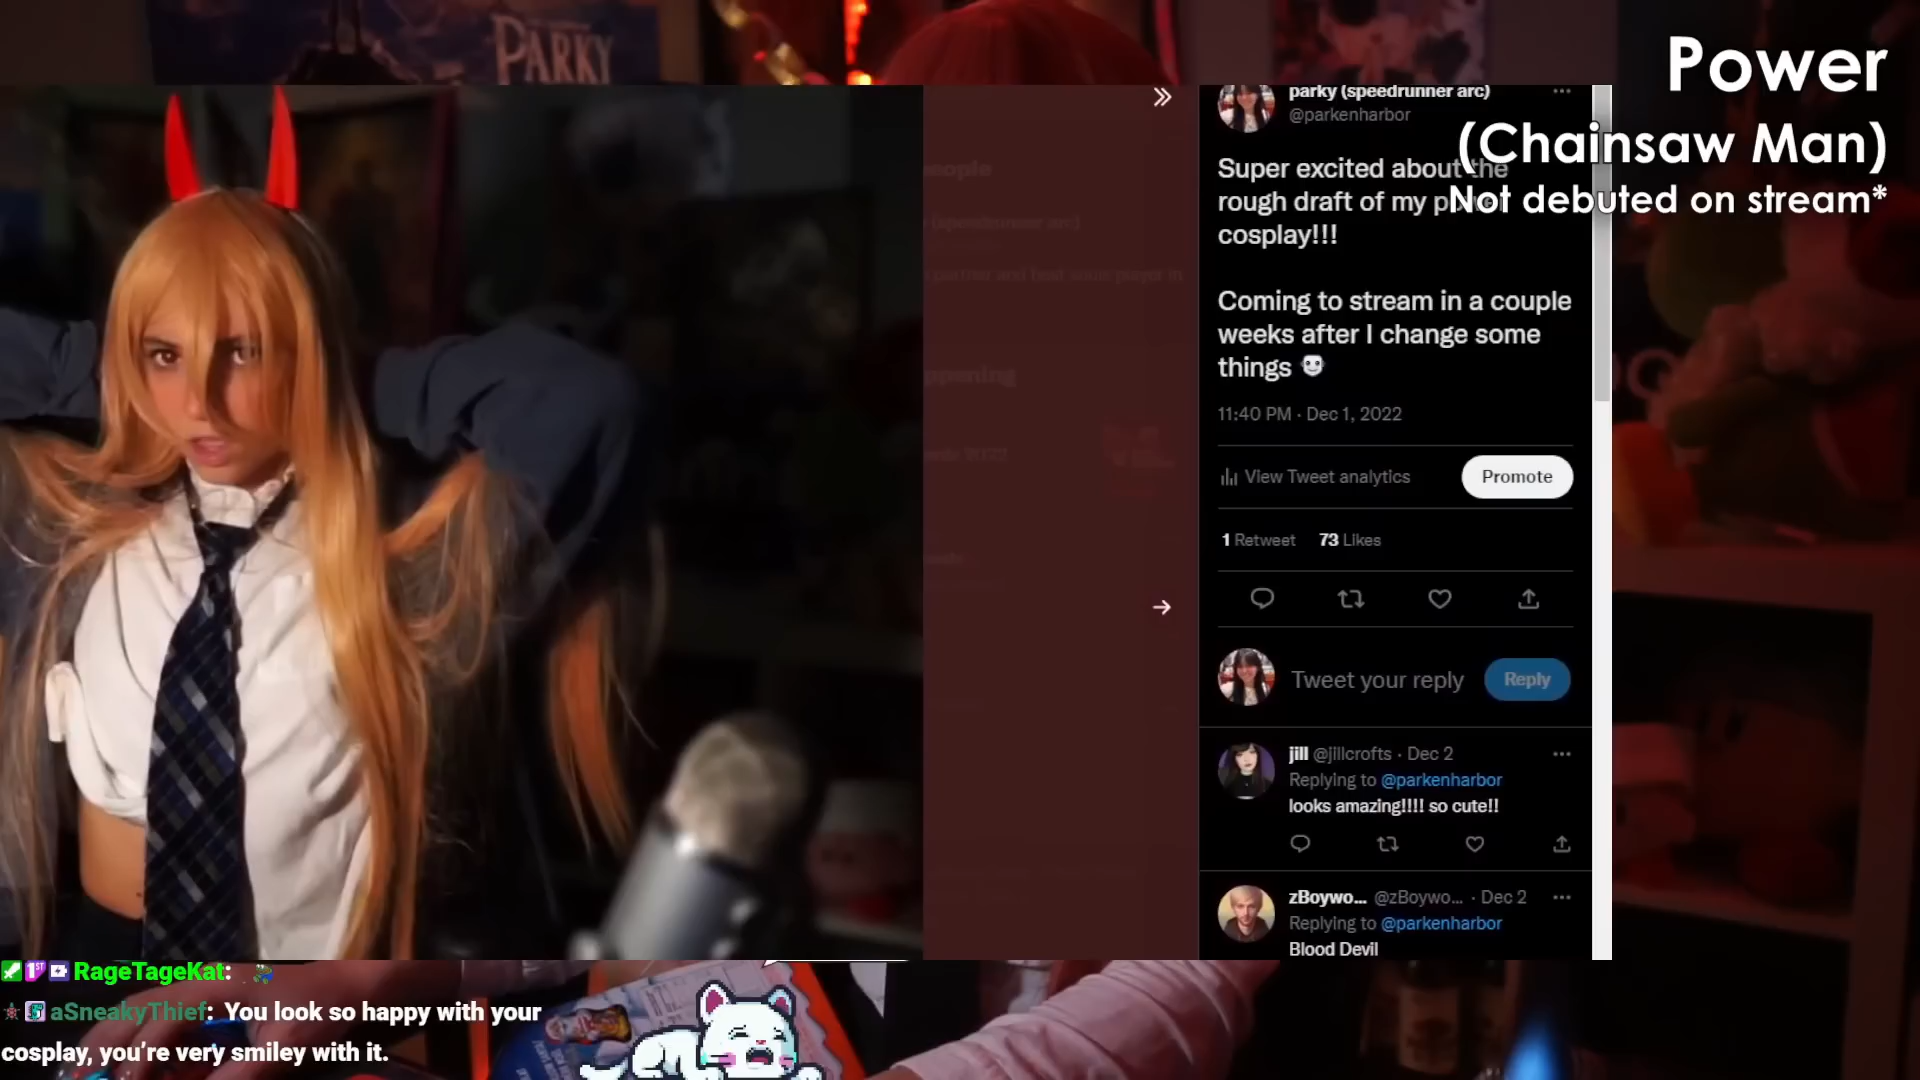 PARKY
Power
(Chainsaw Man)
Not debuted on stream*
parky (speedrunner arc)
@parkenharbor
Super excited about the
rough draft of my
cosplay!!!
Coming to stream in a couple
weeks after I change some
things
11:40 PM · Dec 1, 2022
View Tweet analytics
Promote
1 Retweet 73 Likes
Tweet your reply
Reply
jill @jillcrofts · Dec 2
Replying to @parkenharbor
looks amazing!!!! so cute!!
zBoywo... @zBoywo... · Dec 2
Replying to @parkenharbor
Blood Devil
(speedrunner arc)
1ST RageTageKat:
aSneakyThief: You look so happy with your
cosplay, you're very smiley with it.